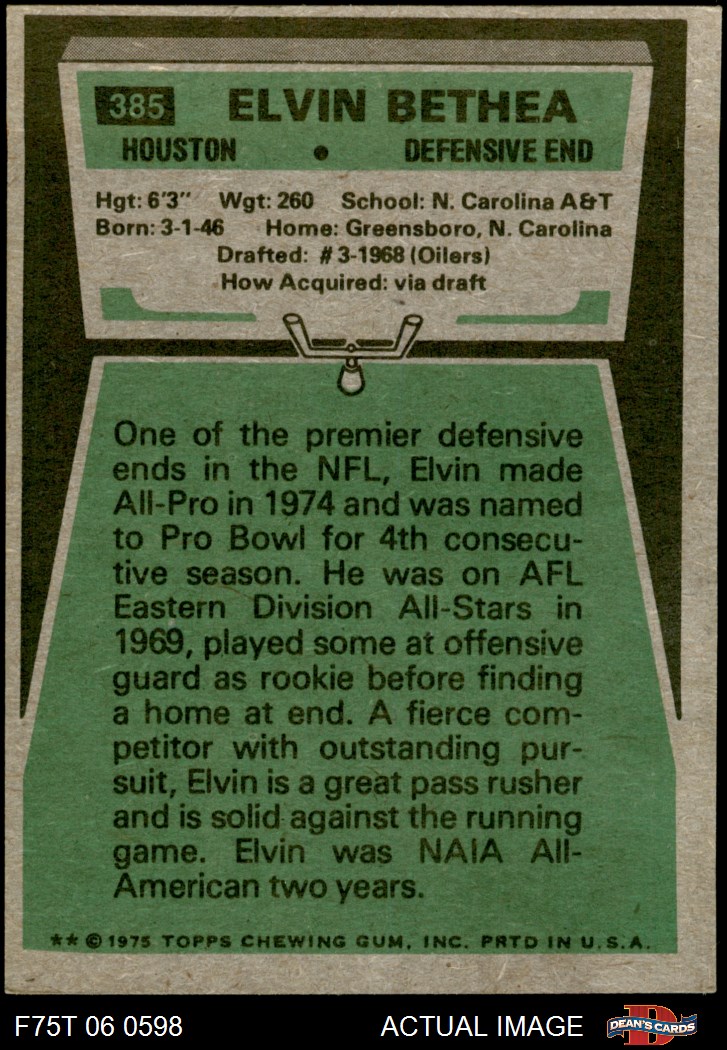 385 ELVIN BETHEA
HOUSTON • DEFENSIVE END
Hgt: 6'3" Wgt: 260 School: N. Carolina A&T
Born: 3-1-46 Home: Greensboro, N. Carolina
Drafted: #3-1968 (Oilers)
How Acquired: via draft
One of the premier defensive
ends in the NFL, Elvin made
All-Pro in 1974 and was named
to Pro Bowl for 4th consecu-
tive season. He was on AFL
Eastern Division All-Stars in
1969, played some at offensive
guard as rookie before finding
a home at end. A fierce com-
petitor with outstanding pur-
suit, Elvin is a great pass rusher
and is solid against the running
game. Elvin was NAIA All-
American two years.
** © 1975 TOPPS CHEWING GUM, INC. PRTD IN U.S.A.
F75T 06 0598 ACTUAL IMAGE D DEAN'S CARDS